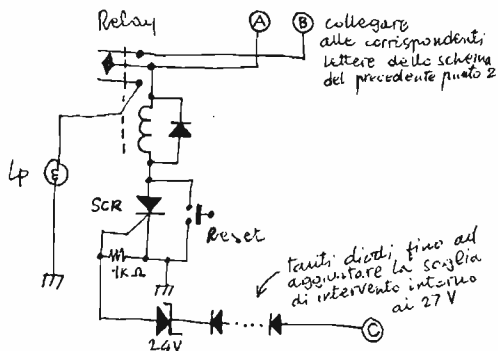 Relay
A
B
collegare
alle corrispondenti
lettere dello schema
del precedente punto 2
Lp
SCR
Reset
1KΩ
tanti diodi fino ad
aggiustare la soglia
di intervento intorno
ai 27 V
24V
C